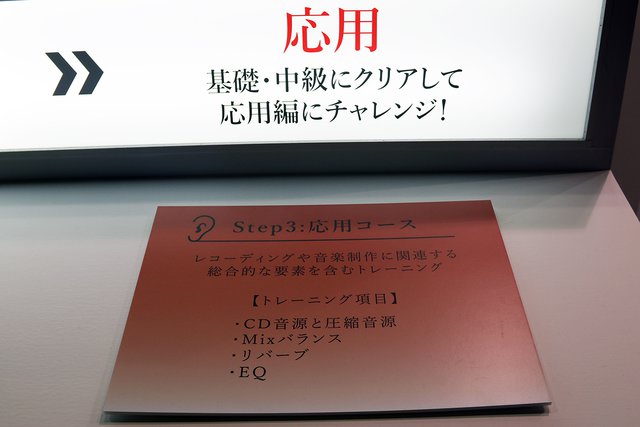 応用
基礎・中級にクリアして
応用編にチャレンジ!
Step3:応用コース
レコーディングや音楽制作に関連する
総合的な要素を含むトレーニング
【トレーニング項目】
・CD音源と圧縮音源
・Mixバランス
・リバーブ
・EQ